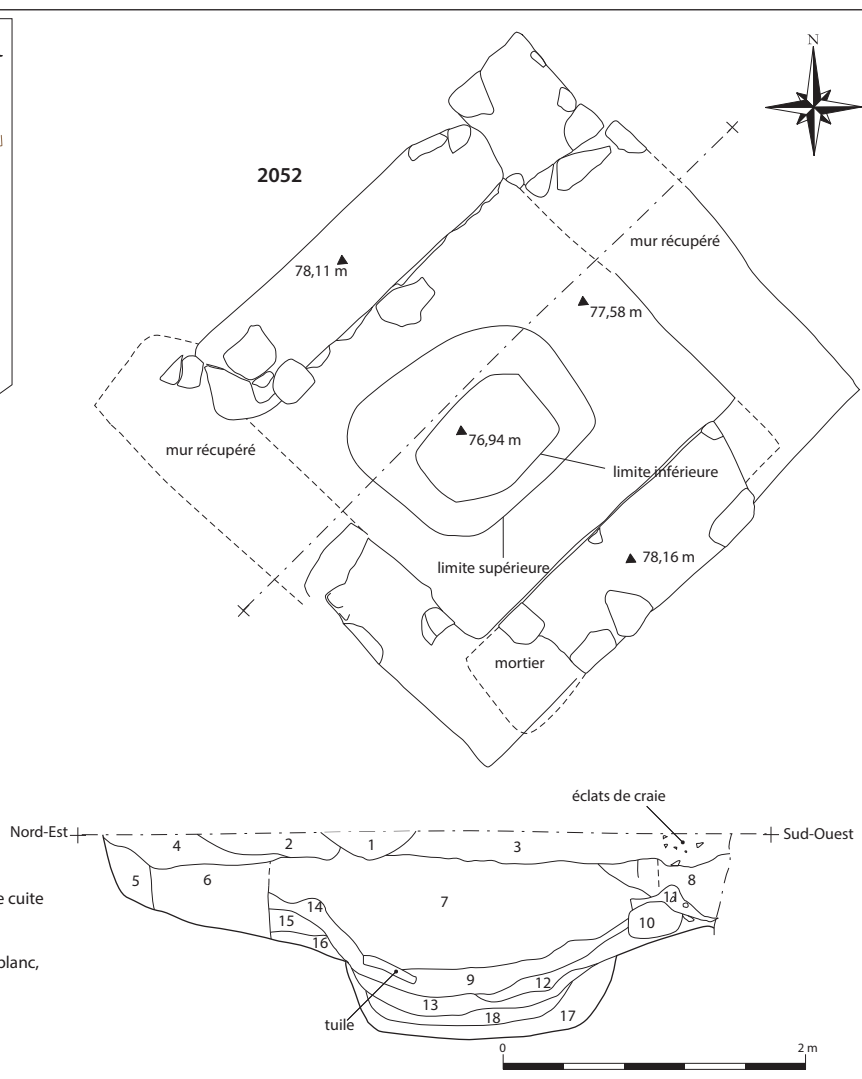 N
2052
mur récupéré
78,11 m
77,58 m
76,94 m
mur récupéré
limite inférieure
78,16 m
limite supérieure
mortier
éclats de craie
Nord-Est
Sud-Ouest
4
2
1
3
5
6
8
e cuite
7
11
14
15
10
16
blanc,
9
12
13
18
17
tuile
0
2 m